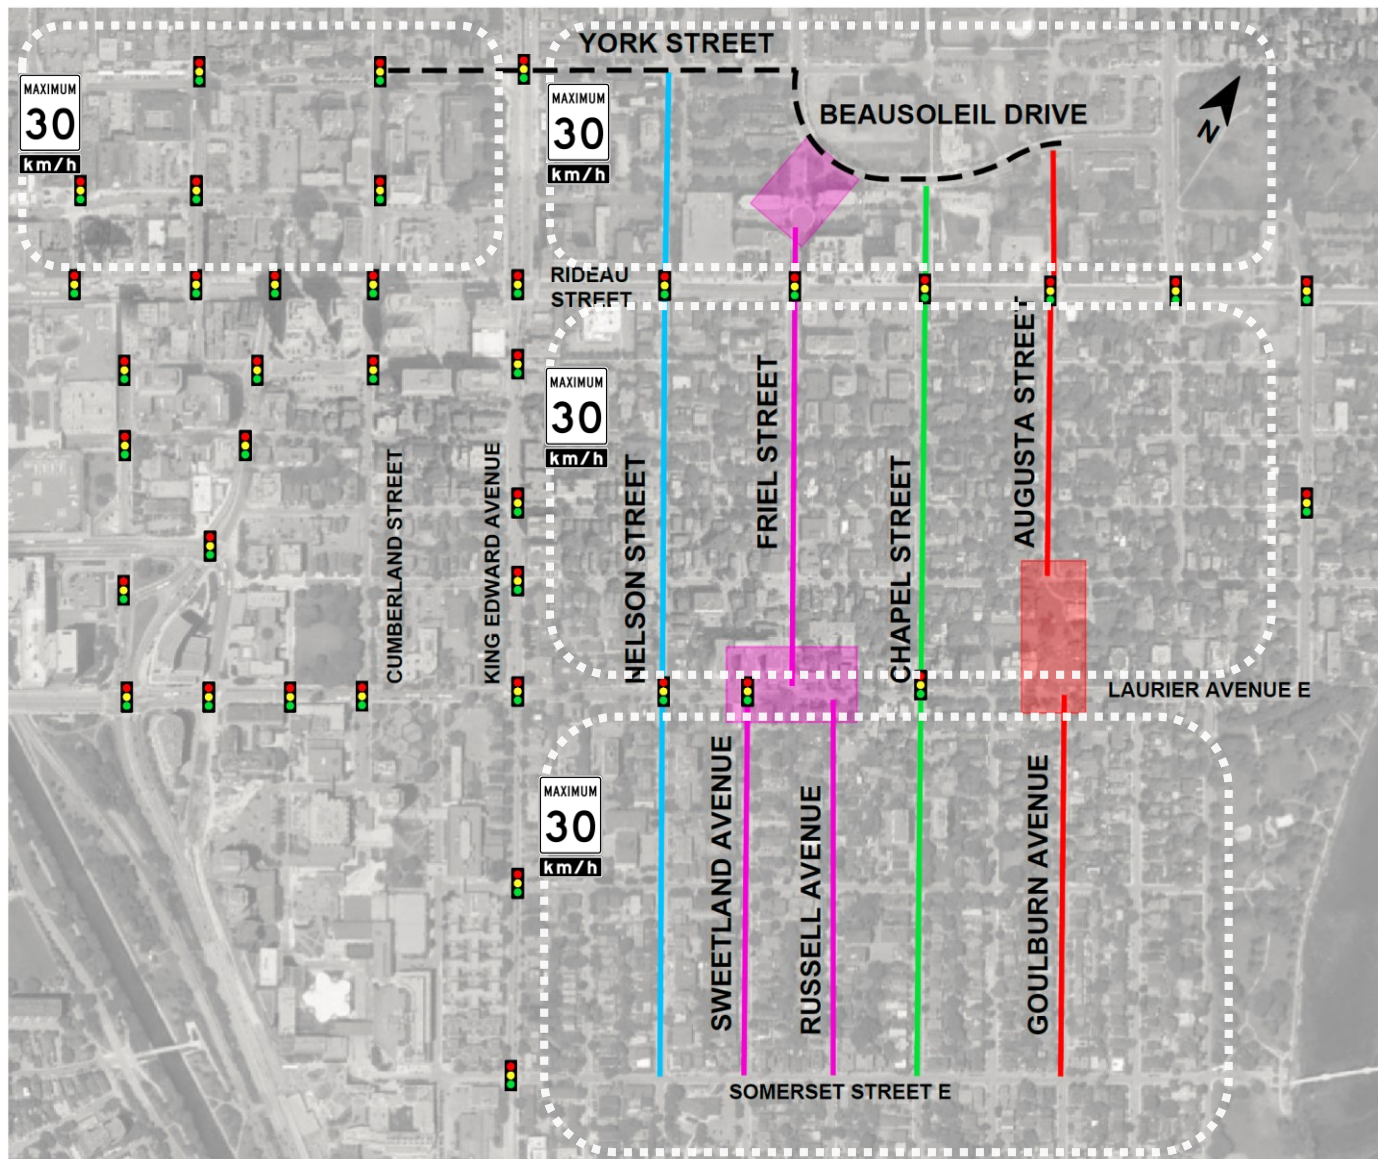 YORK STREET
MAXIMUM
30
km/h
MAXIMUM
30
km/h
BEAUSOLEIL DRIVE
N
RIDEAU
STREET
MAXIMUM
30
km/h
CUMBERLAND STREET
KING EDWARD AVENUE
NELSON STREET
FRIEL STREET
CHAPEL STREET
AUGUSTA STREET
LAURIER AVENUE E
MAXIMUM
30
km/h
SWEETLAND AVENUE
RUSSELL AVENUE
GOULBURN AVENUE
SOMERSET STREET E